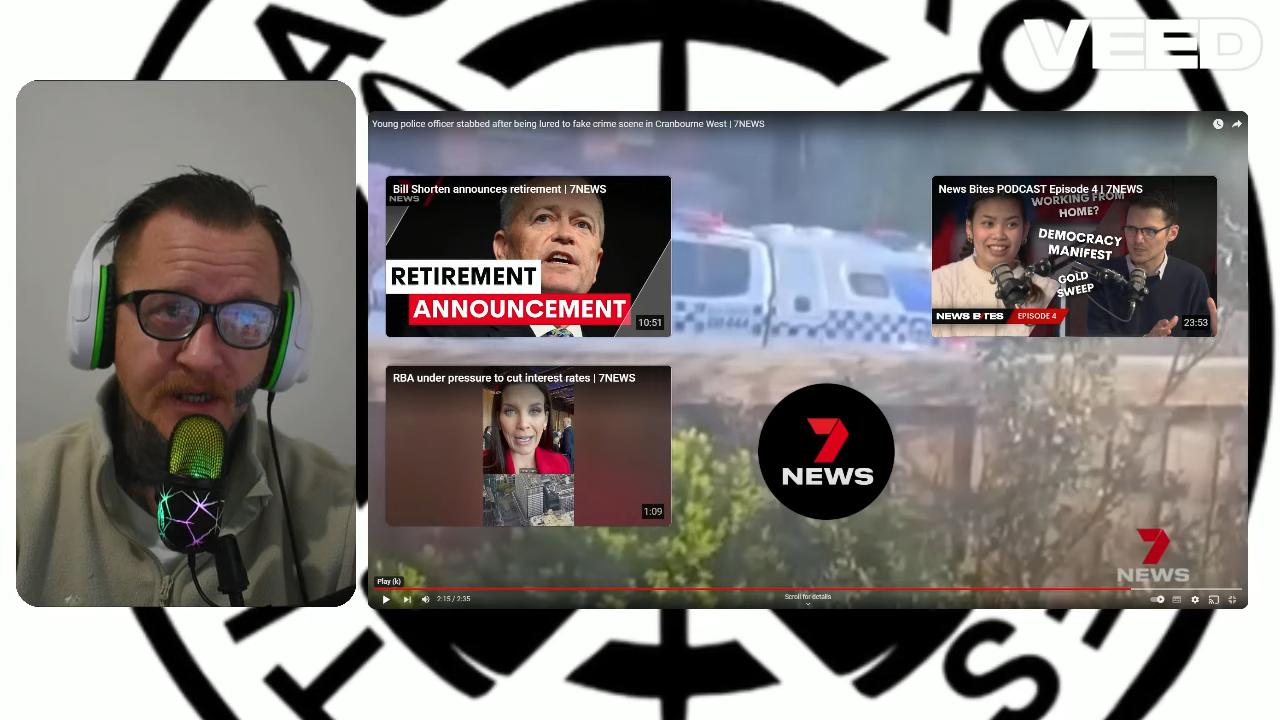 VEED
Young police officer stabbed after being lured to fake crime scene in Cranbourne West | 7NEWS
Bill Shorten announces retirement | 7NEWS
NEWS
RETIREMENT
ANNOUNCEMENT
10:51
News Bites PODCAST Episode 4 | 7NEWS
WORKING FROM
HOME?
DEMOCRACY
MANIFEST
GOLD
SWEEP
NEWS BITES EPISODE 4
23:53
RBA under pressure to cut interest rates | 7NEWS
1:09
7
NEWS
7
NEWS
Play (k)
2:15 / 2:35
Scroll for details